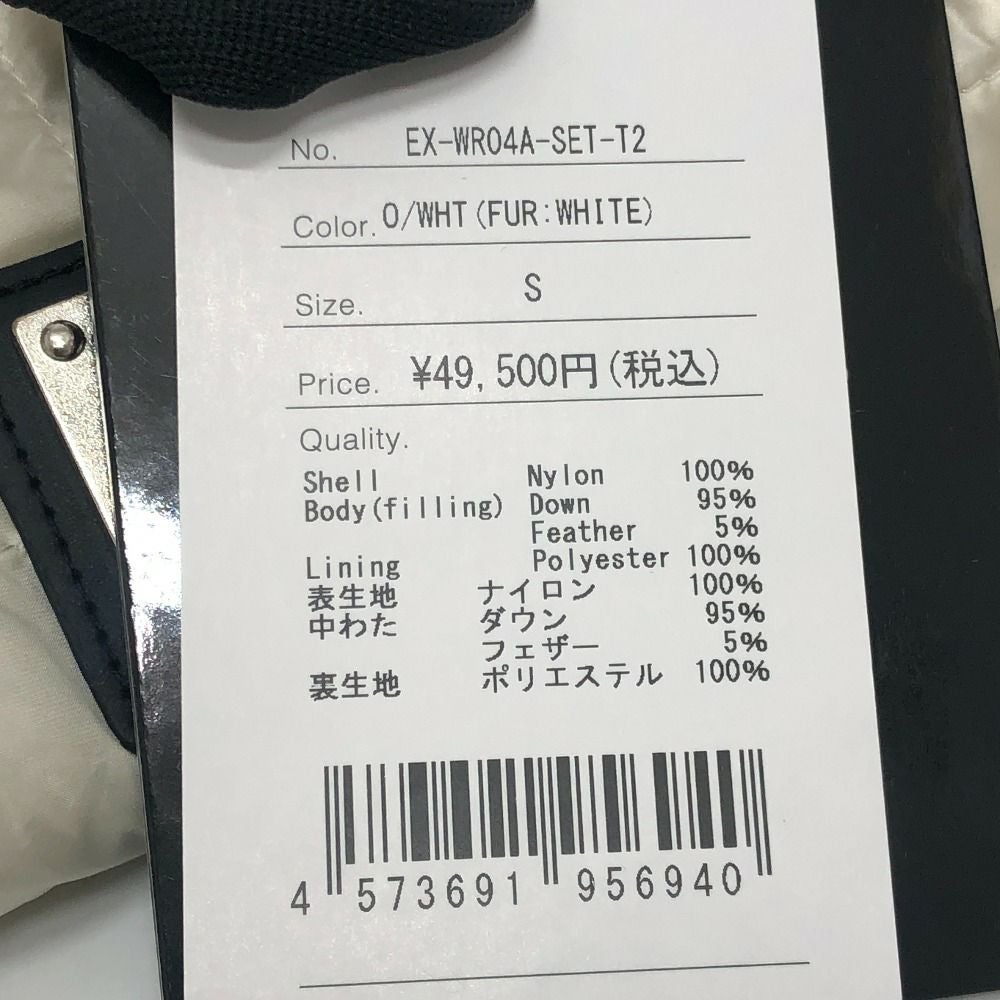 No. EX-WR04A-SET-T2
Color. O/WHT(FUR:WHITE)
Size. S
Price. ¥49,500円(税込)
Quality.
Shell Nylon 100%
Body(filling) Down 95%
Feather 5%
Lining Polyester 100%
表生地 ナイロン 100%
中わた ダウン 95%
フェザー 5%
裏生地 ポリエステル 100%
4 573691 956940